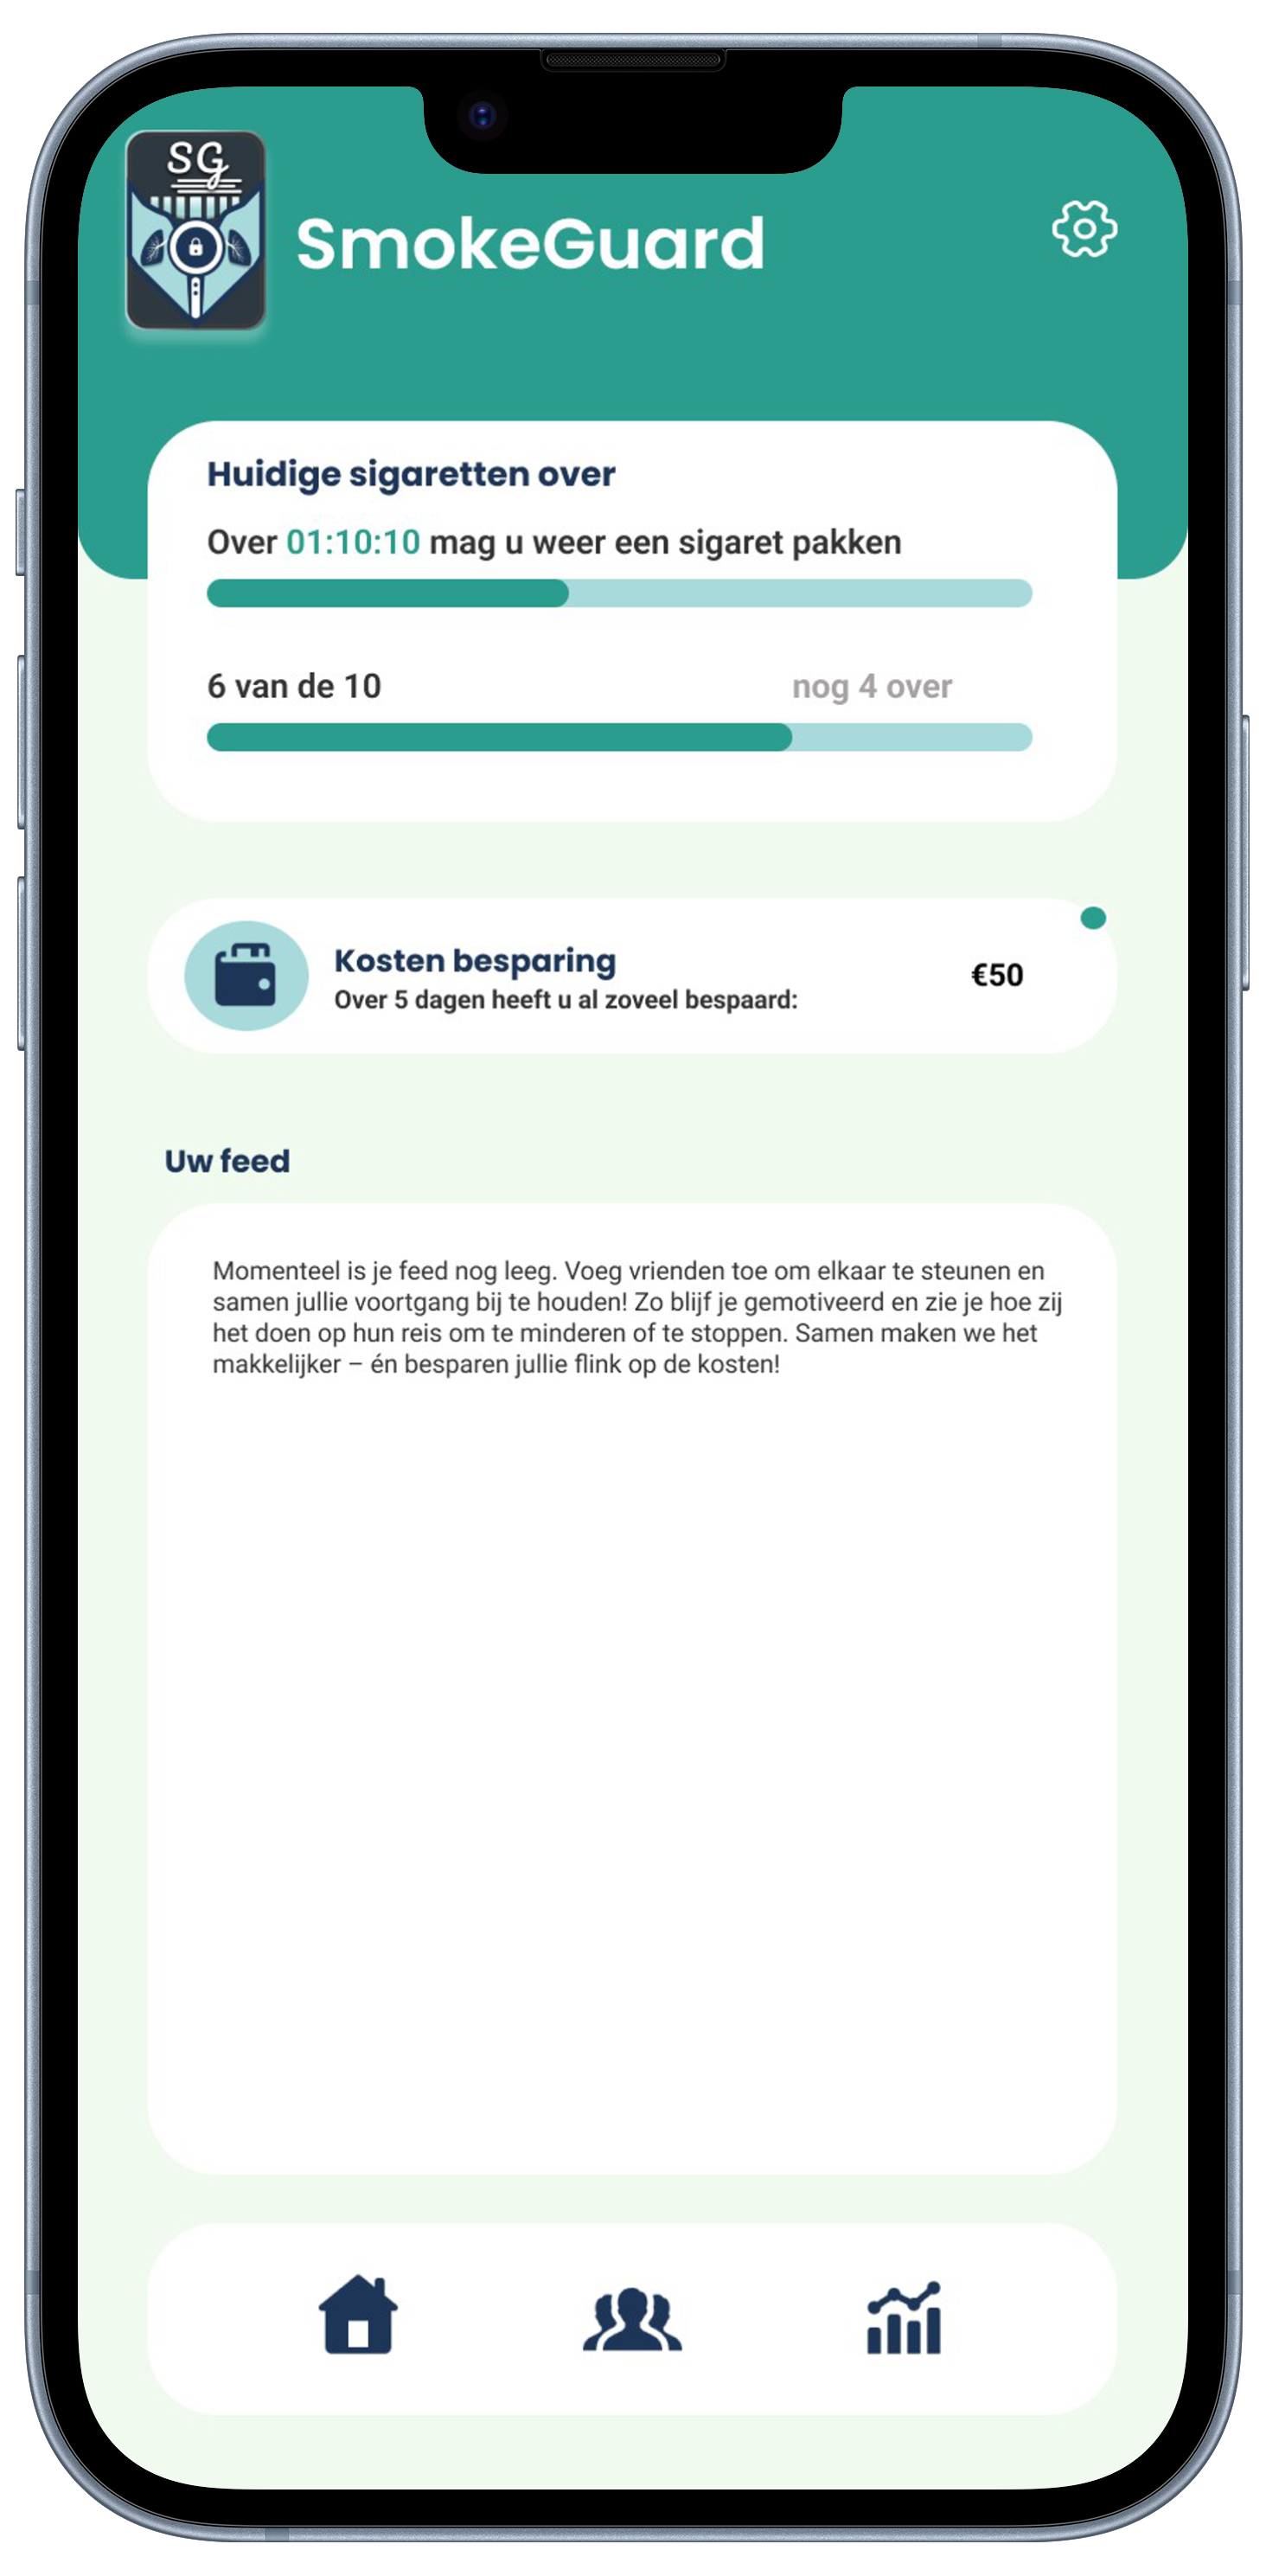 SG
SmokeGuard
Huidige sigaretten over
Over 01:10:10 mag u weer een sigaret pakken
6 van de 10 nog 4 over
Kosten besparing
Over 5 dagen heeft u al zoveel bespaard:
€50
Uw feed
Momenteel is je feed nog leeg. Voeg vrienden toe om elkaar te steunen en
samen jullie voortgang bij te houden! Zo blijf je gemotiveerd en zie je hoe zij
het doen op hun reis om te minderen of te stoppen. Samen maken we het
makkelijker – én besparen jullie flink op de kosten!